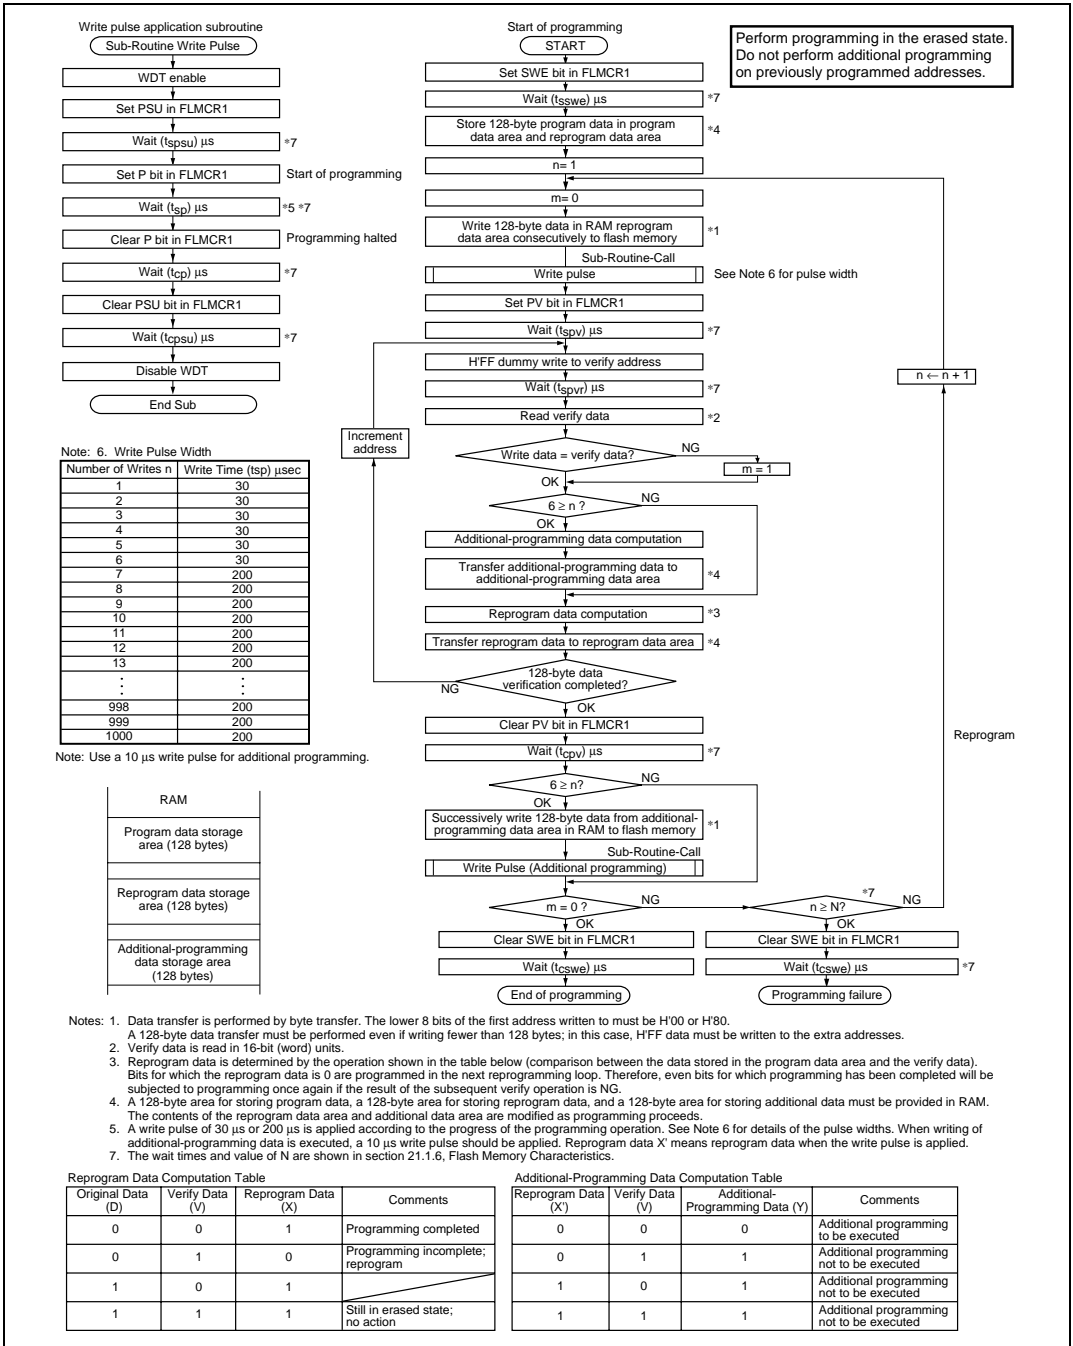 Write pulse application subroutine
Sub-Routine Write Pulse
WDT enable
Set PSU in FLMCR1
Wait (tspsu) μs
*7
Set P bit in FLMCR1
Start of programming
Wait (tsp) μs
*5 *7
Clear P bit in FLMCR1
Programming halted
Wait (tcp) μs
*7
Clear PSU bit in FLMCR1
Wait (tcpsu) μs
*7
Disable WDT
End Sub
Note: 6. Write Pulse Width
Number of Writes n Write Time (tsp) μsec
1 30
2 30
3 30
4 30
5 30
6 30
7 200
8 200
9 200
10 200
11 200
12 200
13 200
998 200
999 200
1000 200
Note: Use a 10 μs write pulse for additional programming.
RAM
Program data storage
area (128 bytes)
Reprogram data storage
area (128 bytes)
Additional-programming
data storage area
(128 bytes)
Start of programming
START
Perform programming in the erased state.
Do not perform additional programming
on previously programmed addresses.
Set SWE bit in FLMCR1
Wait (tsswe) μs
*7
Store 128-byte program data in program
data area and reprogram data area
*4
n= 1
m= 0
Write 128-byte data in RAM reprogram
data area consecutively to flash memory
*1
Sub-Routine-Call
Write pulse
See Note 6 for pulse width
Set PV bit in FLMCR1
Wait (tspv) μs
*7
H'FF dummy write to verify address
n ← n + 1
Wait (tspvr) μs
*7
Read verify data
*2
Increment
address
Write data = verify data?
NG
m = 1
OK
6 ≥ n ?
NG
OK
Additional-programming data computation
Transfer additional-programming data to
additional-programming data area
*4
Reprogram data computation
*3
Transfer reprogram data to reprogram data area
*4
128-byte data
verification completed?
NG
OK
Clear PV bit in FLMCR1
Reprogram
Wait (tcpv) μs
*7
6 ≥ n?
NG
OK
Successively write 128-byte data from additional-
programming data area in RAM to flash memory
*1
Sub-Routine-Call
Write Pulse (Additional programming)
m = 0 ?
NG
n ≥ N?
*7
NG
OK
OK
Clear SWE bit in FLMCR1
Clear SWE bit in FLMCR1
Wait (tcswe) μs
Wait (tcswe) μs
*7
End of programming
Programming failure
Notes: 1. Data transfer is performed by byte transfer. The lower 8 bits of the first address written to must be H'00 or H'80.
A 128-byte data transfer must be performed even if writing fewer than 128 bytes; in this case, H'FF data must be written to the extra addresses.
2. Verify data is read in 16-bit (word) units.
3. Reprogram data is determined by the operation shown in the table below (comparison between the data stored in the program data area and the verify data).
Bits for which the reprogram data is 0 are programmed in the next reprogramming loop. Therefore, even bits for which programming has been completed will be
subjected to programming once again if the result of the subsequent verify operation is NG.
4. A 128-byte area for storing program data, a 128-byte area for storing reprogram data, and a 128-byte area for storing additional data must be provided in RAM.
The contents of the reprogram data area and additional data area are modified as programming proceeds.
5. A write pulse of 30 μs or 200 μs is applied according to the progress of the programming operation. See Note 6 for details of the pulse widths. When writing of
additional-programming data is executed, a 10 μs write pulse should be applied. Reprogram data X' means reprogram data when the write pulse is applied.
7. The wait times and value of N are shown in section 21.1.6, Flash Memory Characteristics.
Reprogram Data Computation Table
Original Data (D) Verify Data (V) Reprogram Data (X) Comments
0 0 1 Programming completed
0 1 0 Programming incomplete;
reprogram
1 0 1
1 1 1 Still in erased state;
no action
Additional-Programming Data Computation Table
Reprogram Data (X') Verify Data (V) Additional-Programming Data (Y) Comments
0 0 0 Additional programming
to be executed
0 1 1 Additional programming
not to be executed
1 0 1 Additional programming
not to be executed
1 1 1 Additional programming
not to be executed